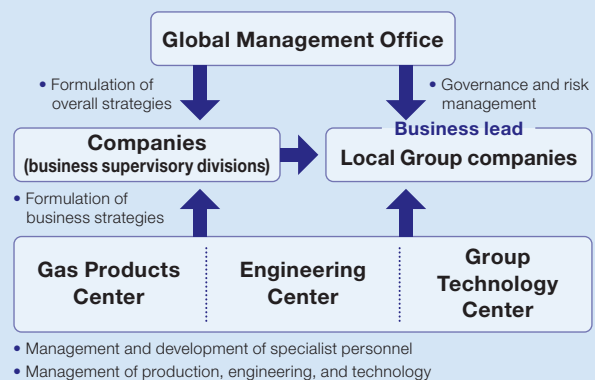 Global Management Office
• Formulation of
overall strategies
• Governance and risk
management
Companies
(business supervisory divisions)
Business lead
Local Group companies
• Formulation of
business strategies
Gas Products
Center
Engineering
Center
Group
Technology
Center
• Management and development of specialist personnel
• Management of production, engineering, and technology